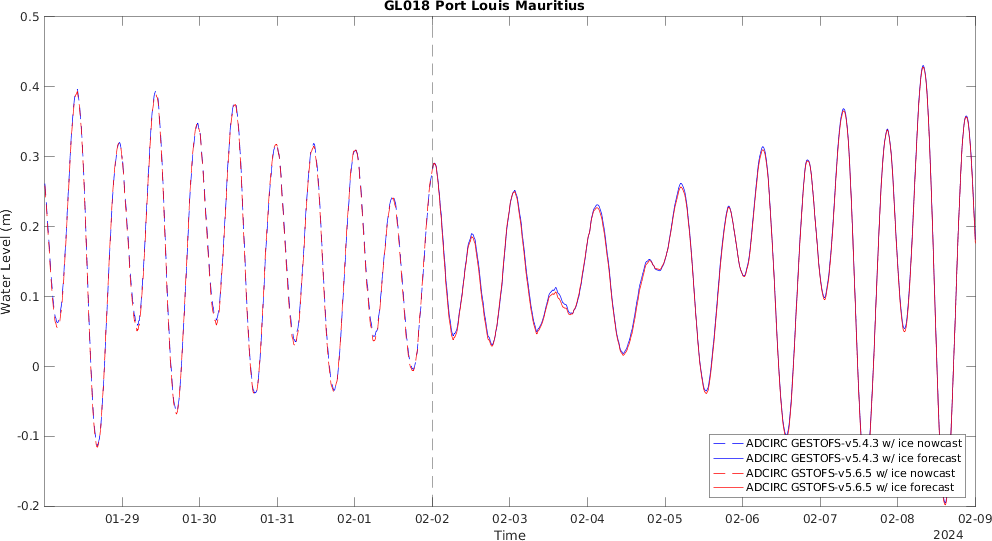 GL018 Port Louis Mauritius
0.5
0.4
0.3
0.2
0.1
0
-0.1
-0.2
Water Level (m)
ADCIRC GESTOFS-v5.4.3 w/ ice nowcast
ADCIRC GESTOFS-v5.4.3 w/ ice forecast
ADCIRC GSTOFS-v5.6.5 w/ ice nowcast
ADCIRC GSTOFS-v5.6.5 w/ ice forecast
01-29 01-30 01-31 02-01 02-02 02-03 02-04 02-05 02-06 02-07 02-08 02-09
Time
2024